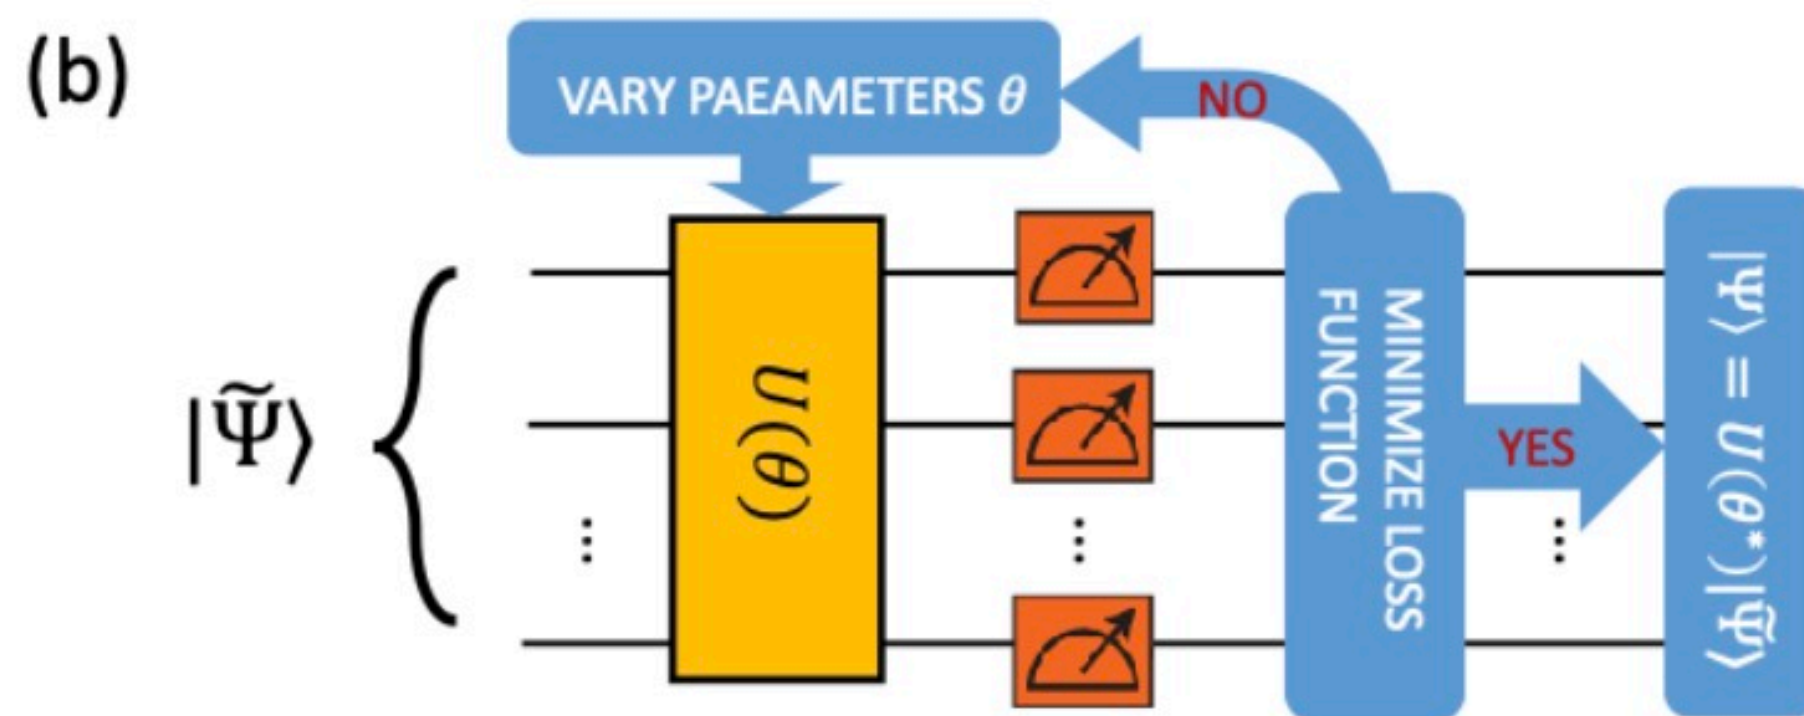 (b)
VARY PAEAMETERS θ
NO
|Ψ̃⟩
U(θ)
MINIMIZE LOSS
FUNCTION
YES
|Ψ⟩ = U(θ*)|Ψ̃⟩